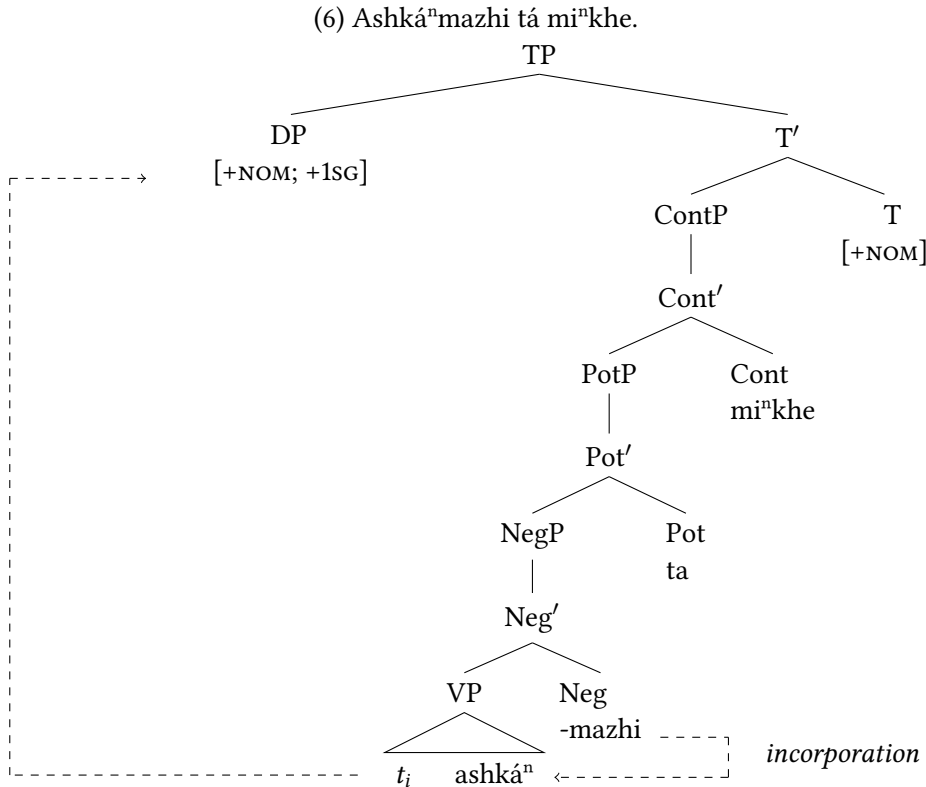 (6) Ashkáⁿmazhi tá miⁿkhe.
TP
DP T′
[+NOM; +1SG]
ContP T
[+NOM]
Cont′
PotP Cont
miⁿkhe
Pot′
NegP Pot
ta
Neg′
VP Neg
-mazhi
incorporation
tᵢ ashkáⁿ